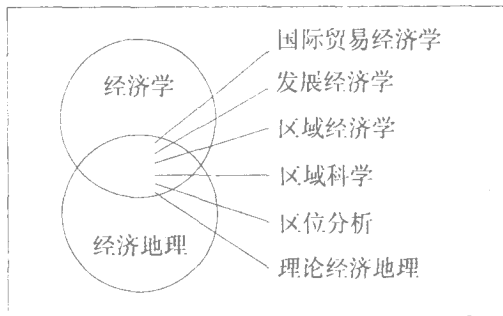 国际贸易经济学
经济学
发展经济学
区域经济学
区域科学
区位分析
经济地理
理论经济地理